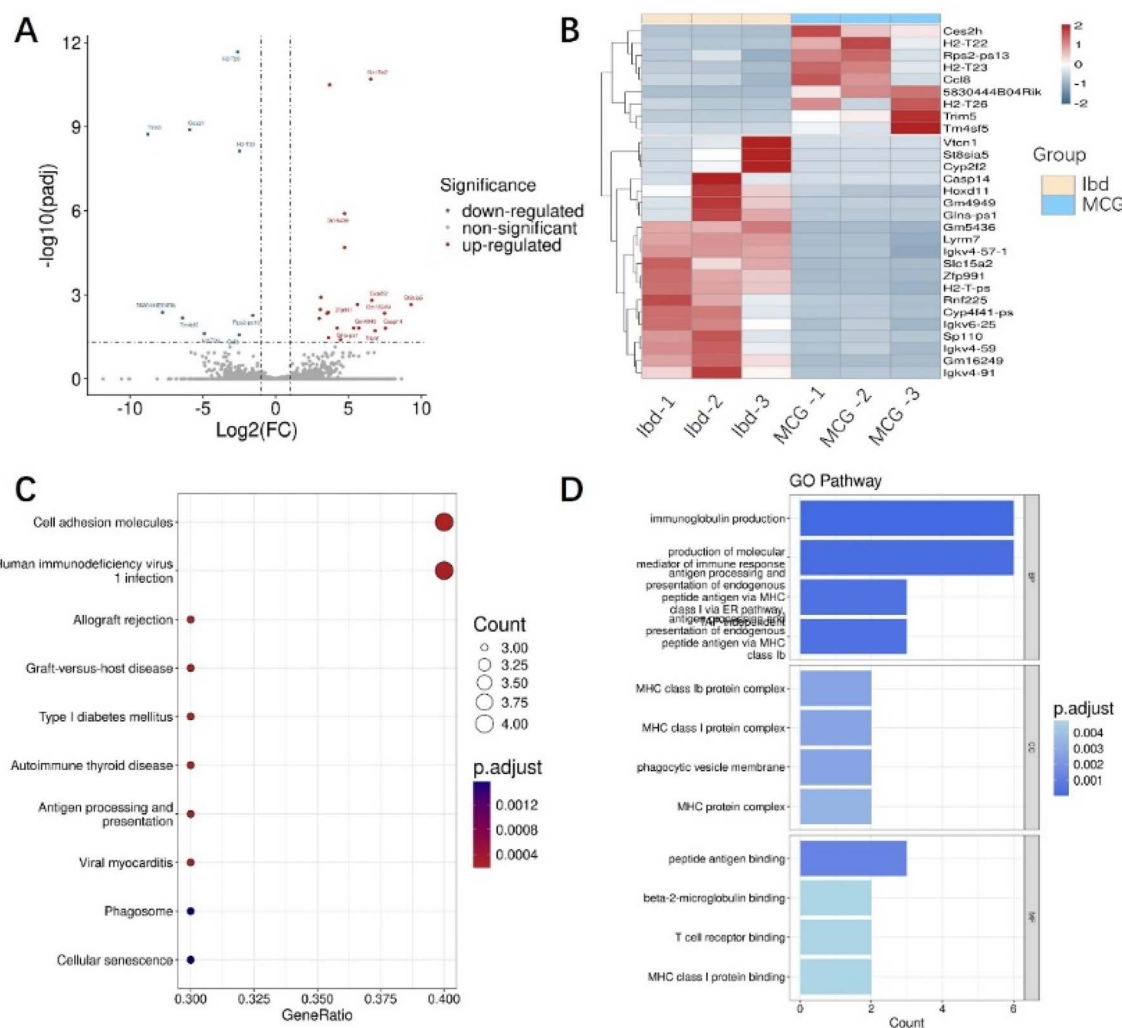 A
12
9
6
3
0
-log10(padj)
-10
-5
0
5
10
Log2(FC)
Significance
down-regulated
non-significant
up-regulated
B
Ces2h
H2-T22
Rps2-ps13
H2-T23
Ccl8
5830444B04Rik
H2-T26
Trim5
Tm4sf5
Vtcn1
St8sia5
Cyp2f2
Casp14
Hoxd11
Gm4949
Glns-ps1
Gm5436
Lyrm7
Igkv4-57-1
Slc15a2
Zfp991
H2-T-ps
Rnf225
Cyp4f41-ps
Igkv6-25
Sp110
Igkv4-59
Gm16249
Igkv4-91
2
1
0
-1
-2
Group
Ibd
MCG
Ibd-1
Ibd-2
Ibd-3
MCG-1
MCG-2
MCG-3
C
Cell adhesion molecules
Human immunodeficiency virus
1 infection
Allograft rejection
Graft-versus-host disease
Type I diabetes mellitus
Autoimmune thyroid disease
Antigen processing and
presentation
Viral myocarditis
Phagosome
Cellular senescence
0.300
0.325
0.350
0.375
0.400
GeneRatio
Count
3.00
3.25
3.50
3.75
4.00
p.adjust
0.0012
0.0008
0.0004
D
GO Pathway
immunoglobulin production
production of molecular
mediator of immune response
antigen processing and
presentation of endogenous
peptide antigen via MHC
class I via ER pathway,
TAP-independent
antigen processing and
presentation of endogenous
peptide antigen via MHC
class Ib
MHC class Ib protein complex
MHC class I protein complex
phagocytic vesicle membrane
MHC protein complex
peptide antigen binding
beta-2-microglobulin binding
T cell receptor binding
MHC class I protein binding
BP
CC
MF
0
2
4
6
Count
p.adjust
0.004
0.003
0.002
0.001